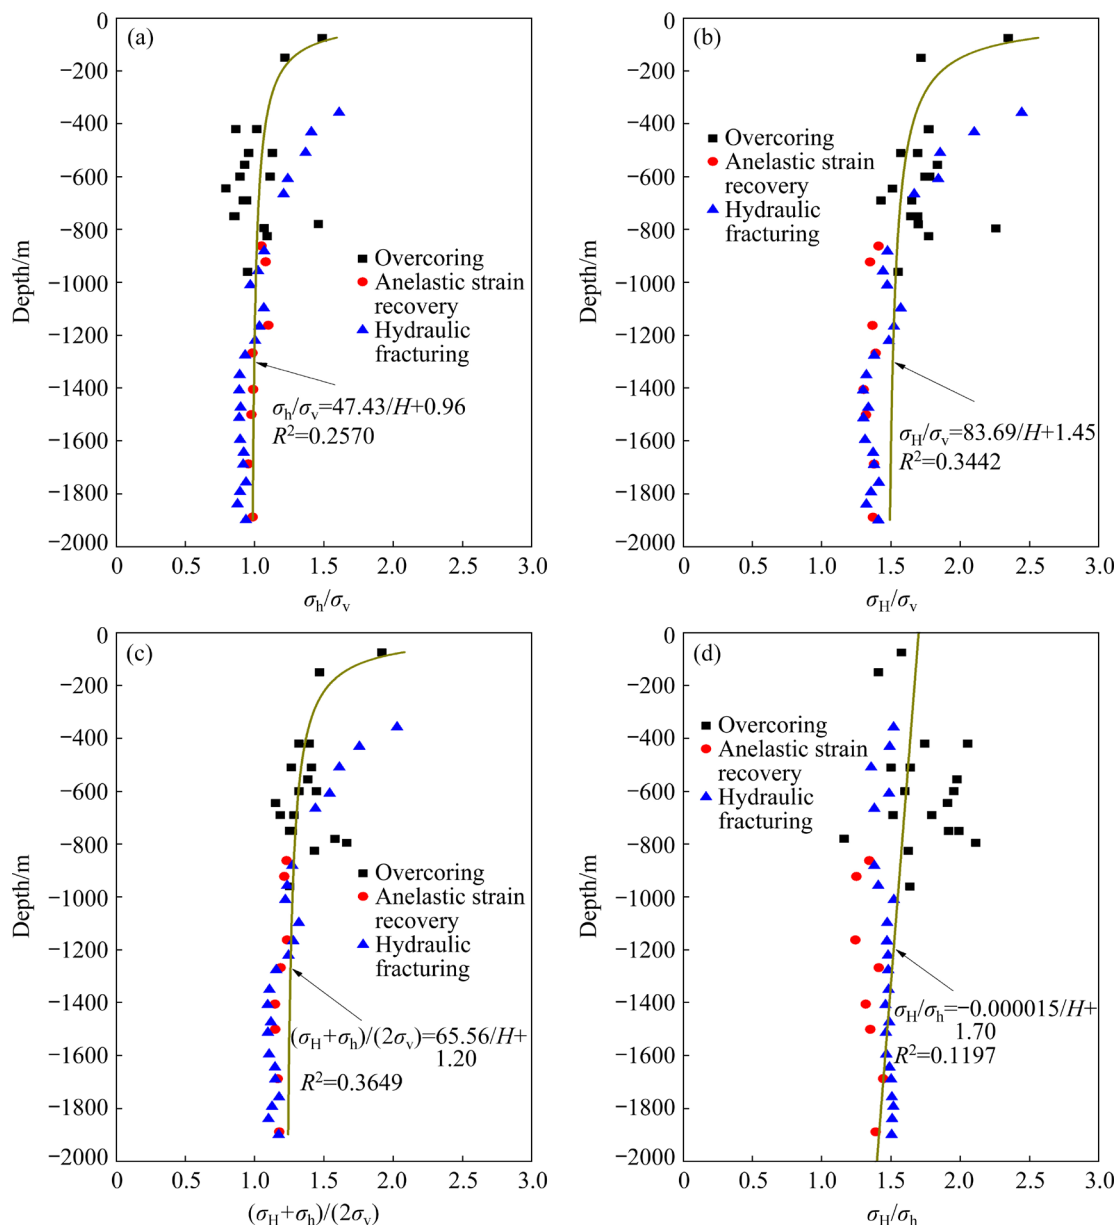 (a)
0
−200
−400
−600
−800
−1000
−1200
−1400
−1600
−1800
−2000
Depth/m
Overcoring
Anelastic strain
recovery
Hydraulic
fracturing
σh/σv=47.43/H+0.96
R²=0.2570
0 0.5 1.0 1.5 2.0 2.5 3.0
σh/σv
(b)
0
−200
−400
−600
−800
−1000
−1200
−1400
−1600
−1800
−2000
Depth/m
Overcoring
Anelastic strain
recovery
Hydraulic
fracturing
σH/σv=83.69/H+1.45
R²=0.3442
0 0.5 1.0 1.5 2.0 2.5 3.0
σH/σv
(c)
0
−200
−400
−600
−800
−1000
−1200
−1400
−1600
−1800
−2000
Depth/m
Overcoring
Anelastic strain
recovery
Hydraulic
fracturing
(σH+σh)/(2σv)=65.56/H+
1.20
R²=0.3649
0 0.5 1.0 1.5 2.0 2.5 3.0
(σH+σh)/(2σv)
(d)
0
−200
−400
−600
−800
−1000
−1200
−1400
−1600
−1800
−2000
Depth/m
Overcoring
Anelastic strain
recovery
Hydraulic
fracturing
σH/σh=−0.000015/H+
1.70
R²=0.1197
0 0.5 1.0 1.5 2.0 2.5 3.0
σH/σh